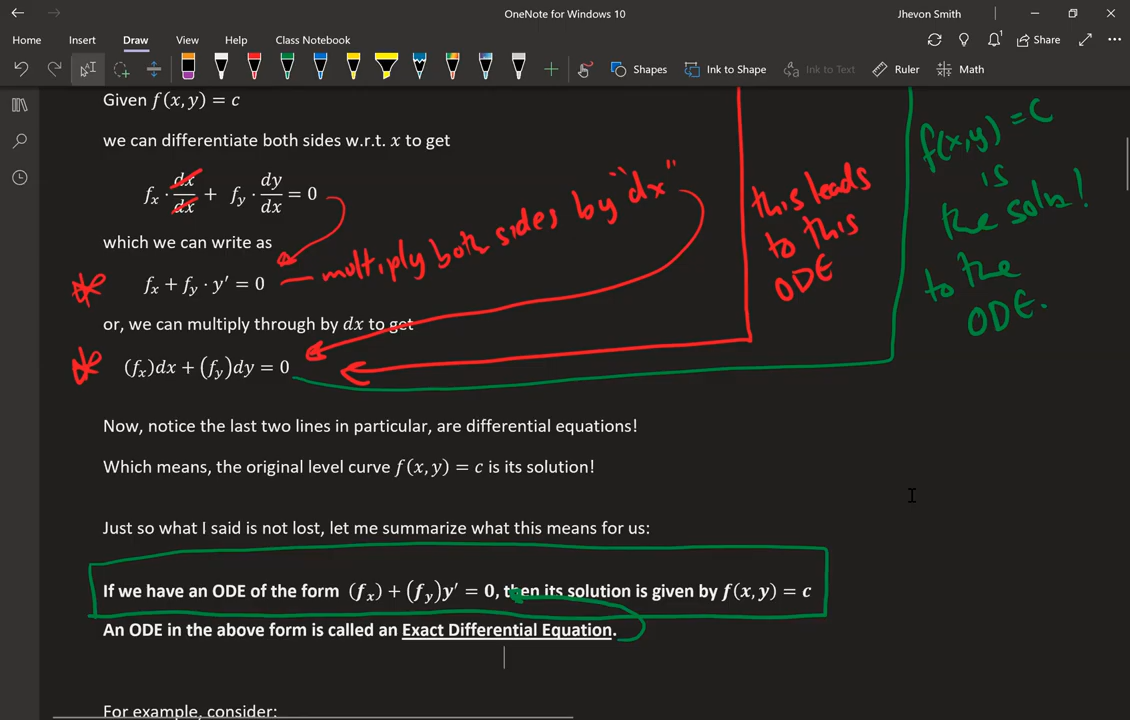 OneNote for Windows 10
Jhevon Smith
Home Insert Draw View Help Class Notebook
Share
Shapes Ink to Shape Ink to Text Ruler Math
Given f(x, y) = c
we can differentiate both sides w.r.t. x to get
f_x · dx/dx + f_y · dy/dx = 0
which we can write as
f_x + f_y · y′ = 0
multiply both sides by "dx"
or, we can multiply through by dx to get
(f_x)dx + (f_y)dy = 0
this leads
to this
ODE
f(x,y) = C
is
the soln!
to the
ODE.
Now, notice the last two lines in particular, are differential equations!
Which means, the original level curve f(x, y) = c is its solution!
Just so what I said is not lost, let me summarize what this means for us:
If we have an ODE of the form (f_x) + (f_y)y′ = 0, then its solution is given by f(x, y) = c
An ODE in the above form is called an Exact Differential Equation.
For example, consider: